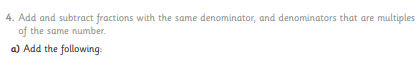 4. Add and subtract fractions with the same denominator, and denominators that are multiples
of the same number.
a) Add the following: